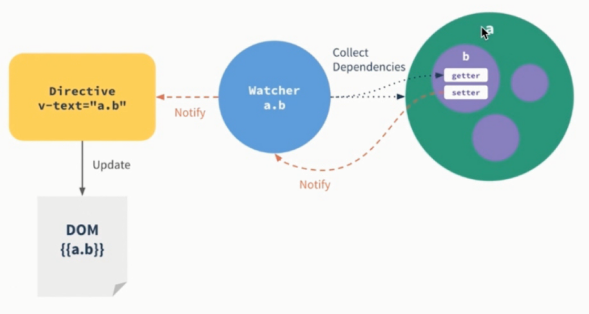 a
Collect
Dependencies
b
getter
setter
Directive
v-text="a.b"
Watcher
a.b
Notify
Update
Notify
DOM
{{a.b}}